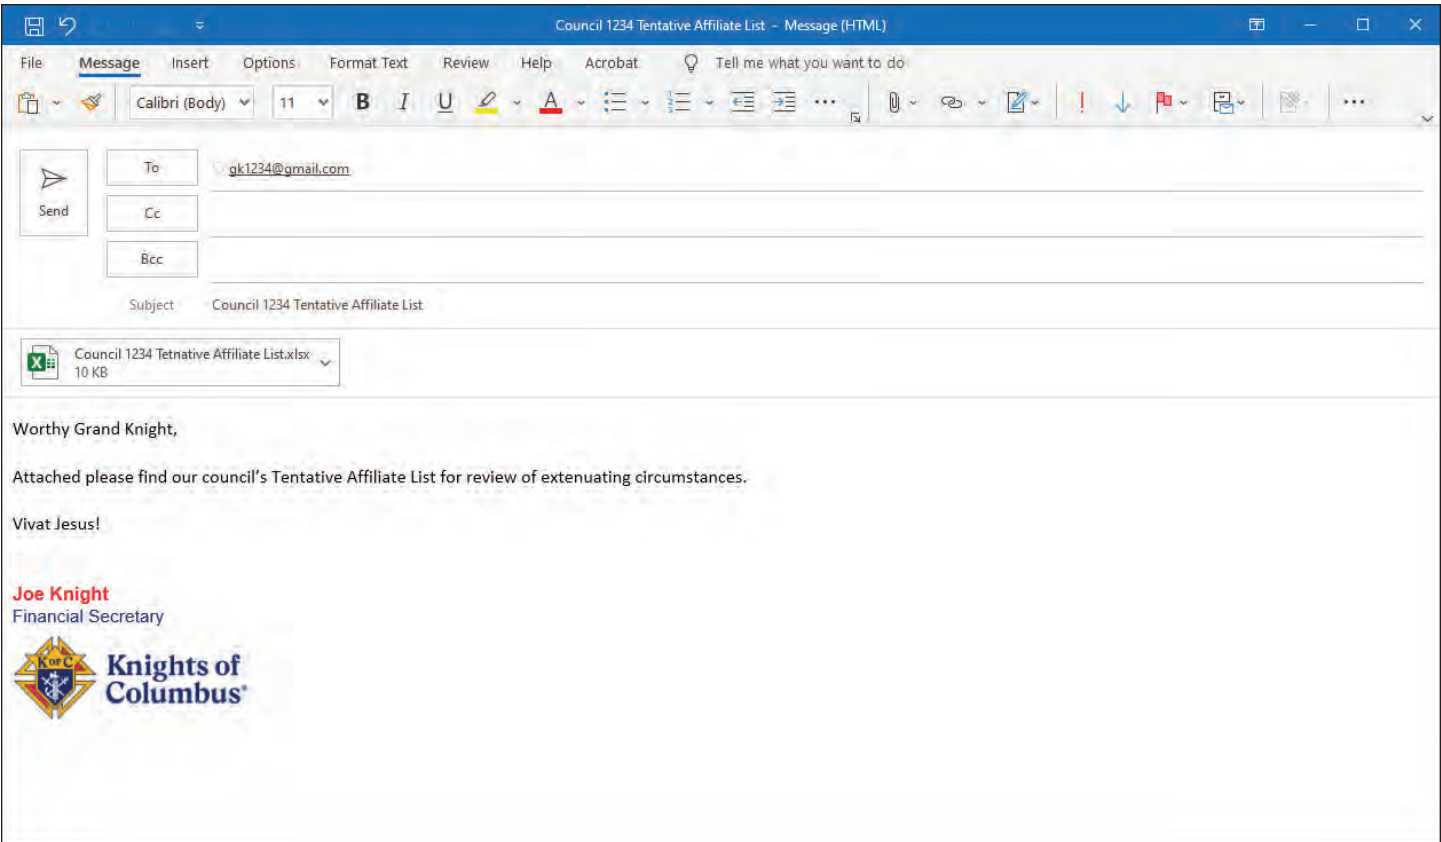 Council 1234 Tentative Affiliate List - Message (HTML)
File Message Insert Options Format Text Review Help Acrobat Tell me what you want to do
Calibri (Body) 11 B I U A
To gk1234@gmail.com
Send Cc
Bcc
Subject Council 1234 Tentative Affiliate List
Council 1234 Tetnative Affiliate List.xlsx
10 KB
Worthy Grand Knight,
Attached please find our council's Tentative Affiliate List for review of extenuating circumstances.
Vivat Jesus!
Joe Knight
Financial Secretary
K OF C
Knights of
Columbus®